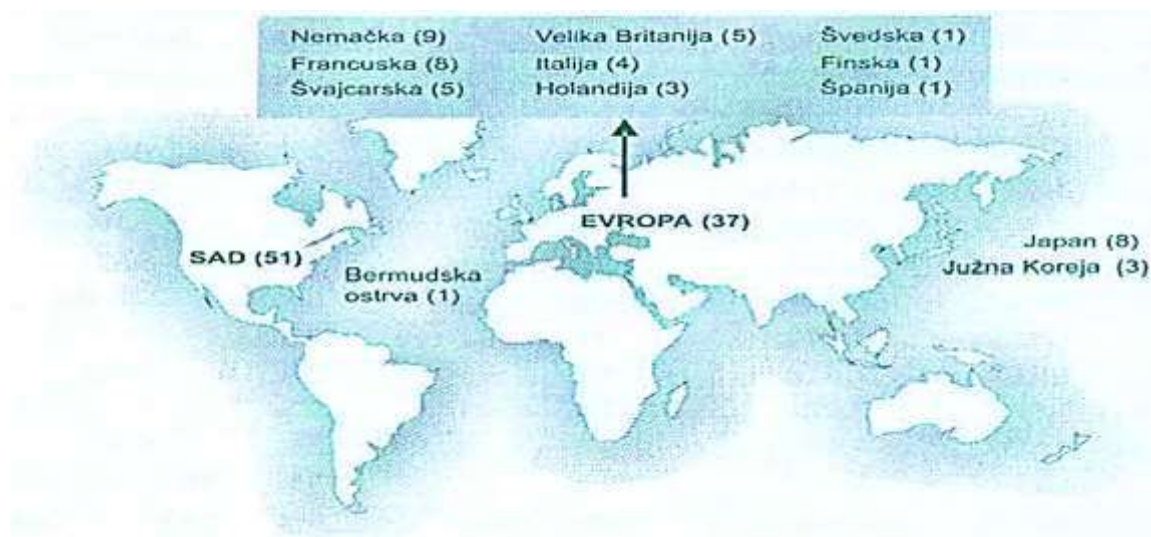 Nemačka (9) Velika Britanija (5) Švedska (1)
Francuska (8) Italija (4) Finska (1)
Švajcarska (5) Holandija (3) Španija (1)
EVROPA (37)
SAD (51)
Bermudska
ostrva (1)
Japan (8)
Južna Koreja (3)